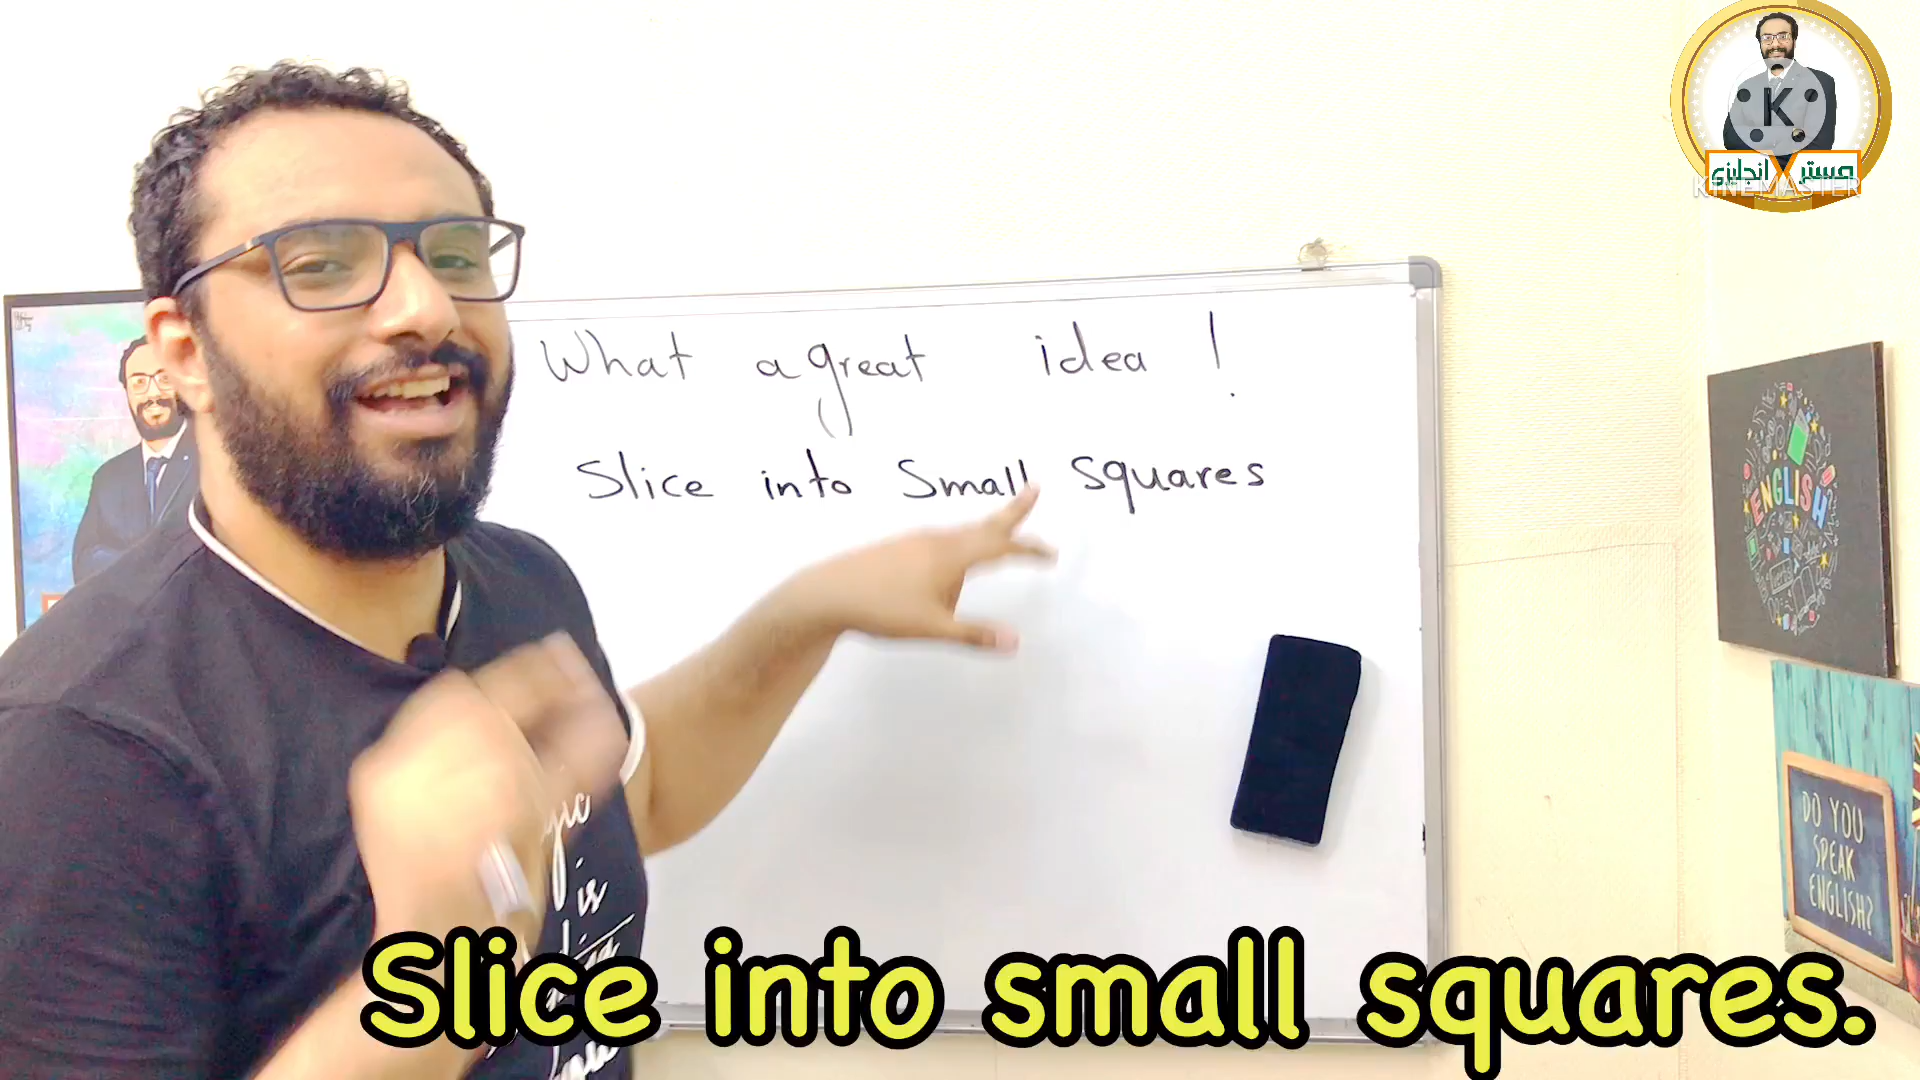 What a great idea !
Slice into Small Squares
K
مستر X انجليزي
KINEMASTER
ENGLISH
DO YOU
SPEAK
ENGLISH?
is
Slice into small squares.